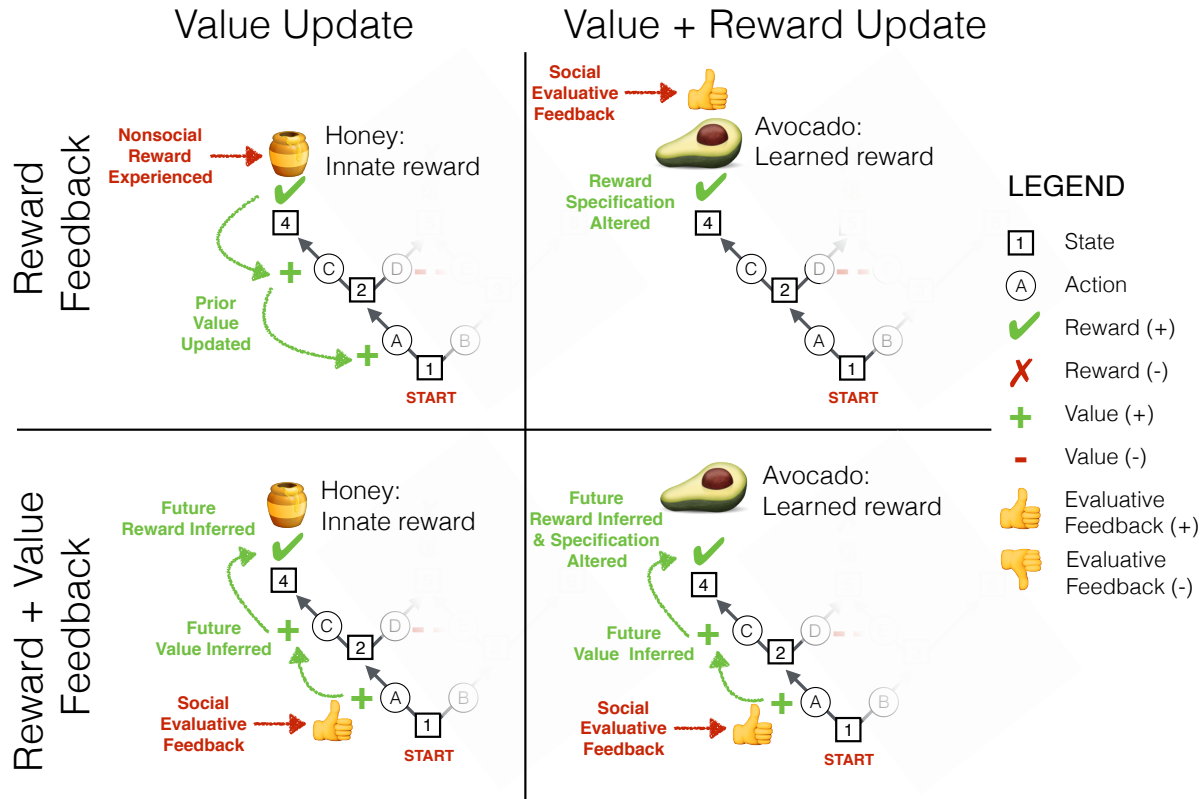 Value Update
Value + Reward Update
Reward
Feedback
Nonsocial
Reward
Experienced
Honey:
Innate reward
4
C
D
2
Prior
Value
Updated
A
B
1
START
Social
Evaluative
Feedback
Avocado:
Learned reward
Reward
Specification
Altered
4
C
D
2
A
B
1
START
Reward + Value
Feedback
Future
Reward Inferred
Honey:
Innate reward
4
C
D
2
Future
Value Inferred
A
B
Social
Evaluative
Feedback
1
START
Future
Reward Inferred
& Specification
Altered
Avocado:
Learned reward
4
C
D
2
Future
Value Inferred
A
B
Social
Evaluative
Feedback
1
START
LEGEND
1 State
A Action
Reward (+)
Reward (-)
Value (+)
Value (-)
Evaluative
Feedback (+)
Evaluative
Feedback (-)